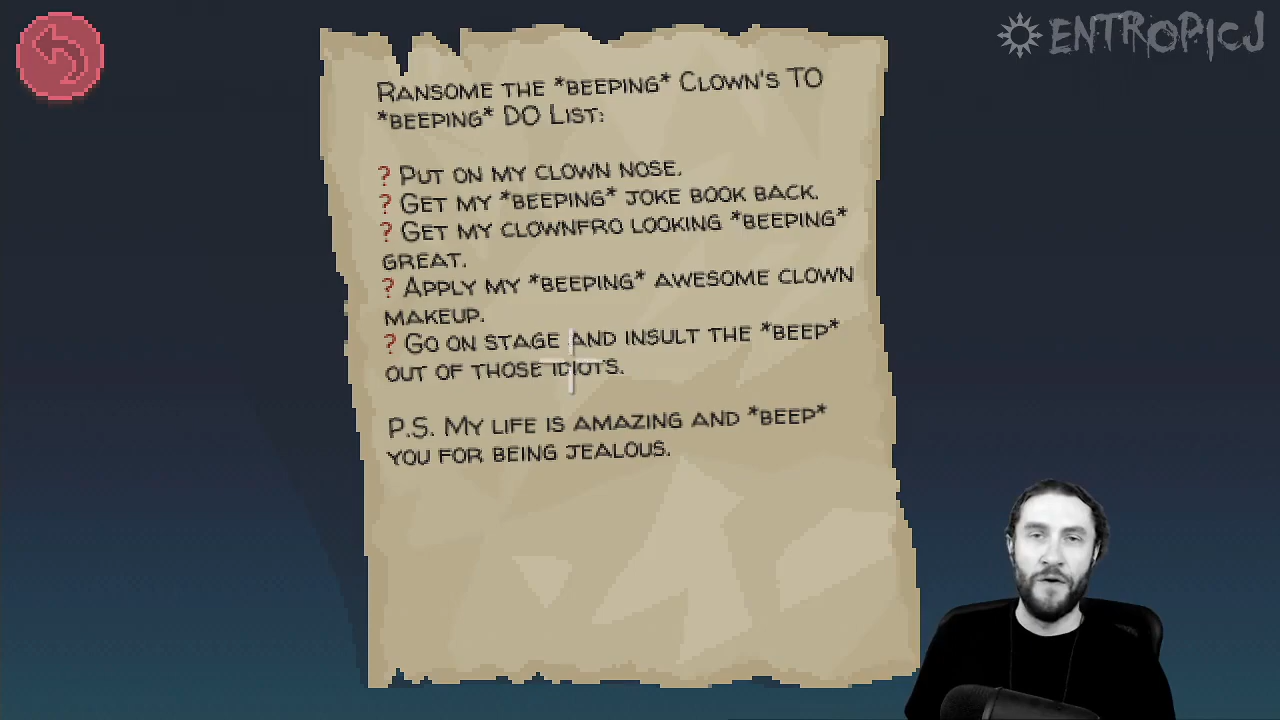 ENTROPICJ
Ransome the *beeping* Clown's TO
*beeping* DO List:
? Put on my clown nose.
? Get my *beeping* joke book back.
? Get my clownfro looking *beeping*
great.
? Apply my *beeping* awesome clown
makeup.
? Go on stage and insult the *beep*
out of those idiots.
P.S. My life is amazing and *beep*
you for being jealous.